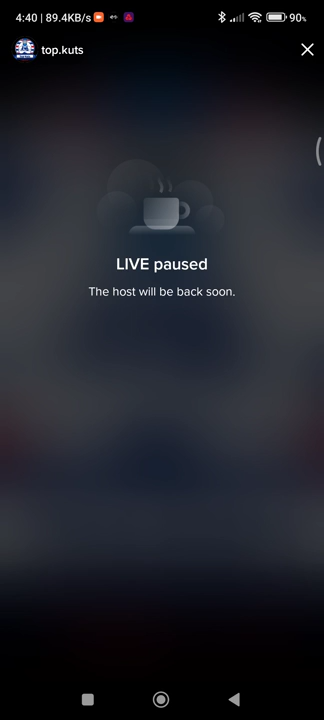 4:40 | 89.4KB/s
90%
top.kuts
LIVE paused
The host will be back soon.